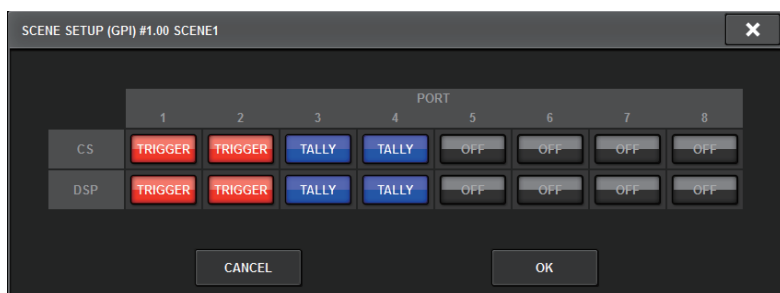 SCENE SETUP (GPI) #1.00 SCENE1
PORT
1 2 3 4 5 6 7 8
CS TRIGGER TRIGGER TALLY TALLY OFF OFF OFF OFF
DSP TRIGGER TRIGGER TALLY TALLY OFF OFF OFF OFF
CANCEL OK